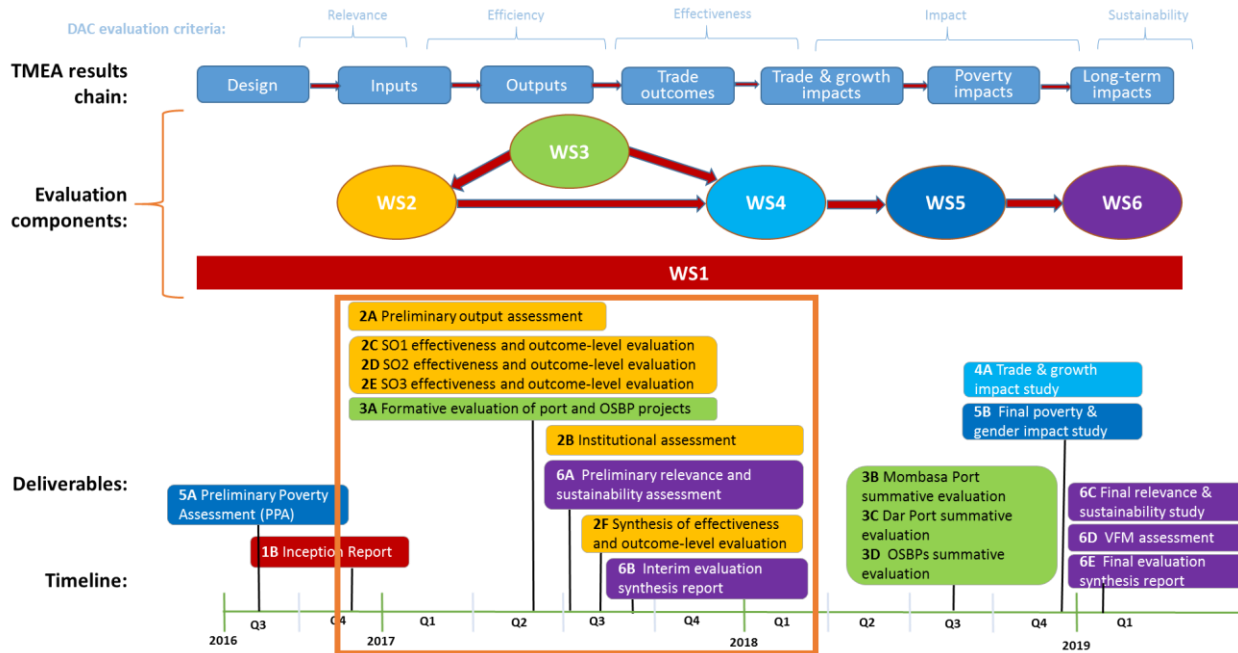 DAC evaluation criteria:
Relevance
Efficiency
Effectiveness
Impact
Sustainability
TMEA results
chain:
Design
Inputs
Outputs
Trade
outcomes
Trade & growth
impacts
Poverty
impacts
Long-term
impacts
Evaluation
components:
WS3
WS2
WS4
WS5
WS6
WS1
2A Preliminary output assessment
2C SO1 effectiveness and outcome-level evaluation
2D SO2 effectiveness and outcome-level evaluation
2E SO3 effectiveness and outcome-level evaluation
3A Formative evaluation of port and OSBP projects
2B Institutional assessment
6A Preliminary relevance and
sustainability assessment
2F Synthesis of effectiveness
and outcome-level evaluation
6B Interim evaluation
synthesis report
4A Trade & growth
impact study
5B Final poverty &
gender impact study
Deliverables:
5A Preliminary Poverty
Assessment (PPA)
1B Inception Report
3B Mombasa Port
summative evaluation
3C Dar Port summative
evaluation
3D OSBPs summative
evaluation
6C Final relevance &
sustainability study
6D VFM assessment
6E Final evaluation
synthesis report
Timeline:
Q3
Q4
Q1
Q2
Q3
Q4
Q1
Q2
Q3
Q4
Q1
2016
2017
2018
2019